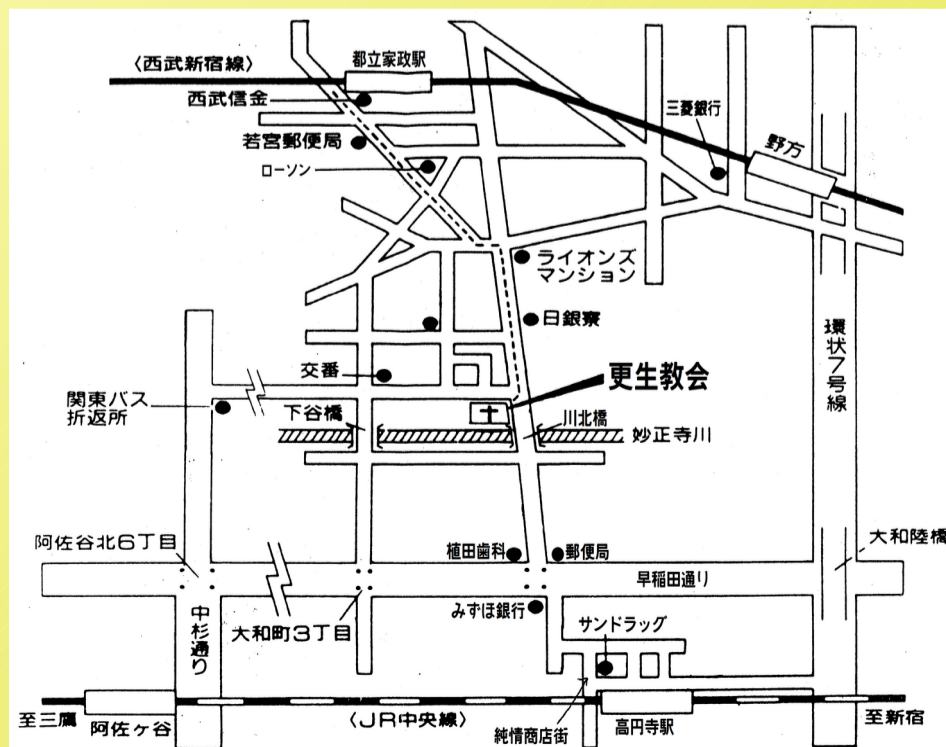 都立家政駅
〈西武新宿線〉
西武信金
三菱銀行
若宮郵便局
野方
ローソン
ライオンズ
マンション
日銀寮
環状7号線
交番
更生教会
関東バス
折返所
下谷橋
川北橋
妙正寺川
阿佐谷北6丁目
植田歯科
郵便局
大和陸橋
早稲田通り
中杉通り
大和町3丁目
みずほ銀行
サンドラッグ
至三鷹
阿佐ヶ谷
〈JR中央線〉
純情商店街
高円寺駅
至新宿